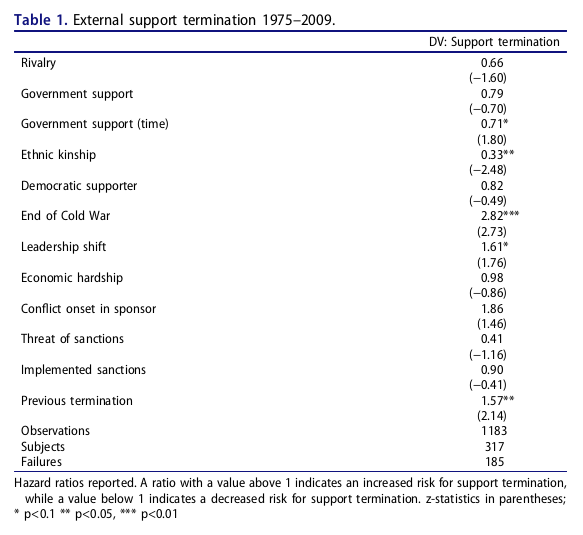 Table 1. External support termination 1975–2009.
DV: Support termination
Rivalry 0.66
(−1.60)
Government support 0.79
(−0.70)
Government support (time) 0.71*
(1.80)
Ethnic kinship 0.33**
(−2.48)
Democratic supporter 0.82
(−0.49)
End of Cold War 2.82***
(2.73)
Leadership shift 1.61*
(1.76)
Economic hardship 0.98
(−0.86)
Conflict onset in sponsor 1.86
(1.46)
Threat of sanctions 0.41
(−1.16)
Implemented sanctions 0.90
(−0.41)
Previous termination 1.57**
(2.14)
Observations 1183
Subjects 317
Failures 185
Hazard ratios reported. A ratio with a value above 1 indicates an increased risk for support termination,
while a value below 1 indicates a decreased risk for support termination. z-statistics in parentheses;
* p<0.1 ** p<0.05, *** p<0.01